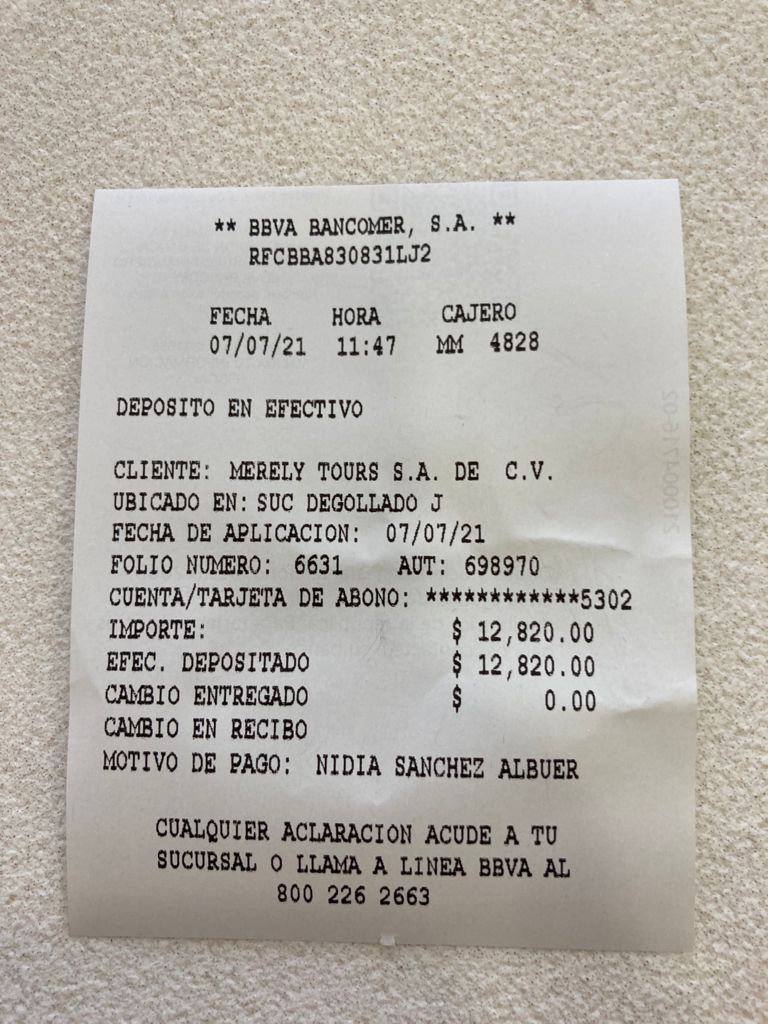 ** BBVA BANCOMER, S.A. **
RFCBBA830831LJ2
FECHA HORA CAJERO
07/07/21 11:47 MM 4828
DEPOSITO EN EFECTIVO
CLIENTE: MERELY TOURS S.A. DE C.V.
UBICADO EN: SUC DEGOLLADO J
FECHA DE APLICACION: 07/07/21
FOLIO NUMERO: 6631 AUT: 698970
CUENTA/TARJETA DE ABONO: ************5302
IMPORTE: $ 12,820.00
EFEC. DEPOSITADO $ 12,820.00
CAMBIO ENTREGADO $ 0.00
CAMBIO EN RECIBO
MOTIVO DE PAGO: NIDIA SANCHEZ ALBUER
CUALQUIER ACLARACION ACUDE A TU
SUCURSAL O LLAMA A LINEA BBVA AL
800 226 2663